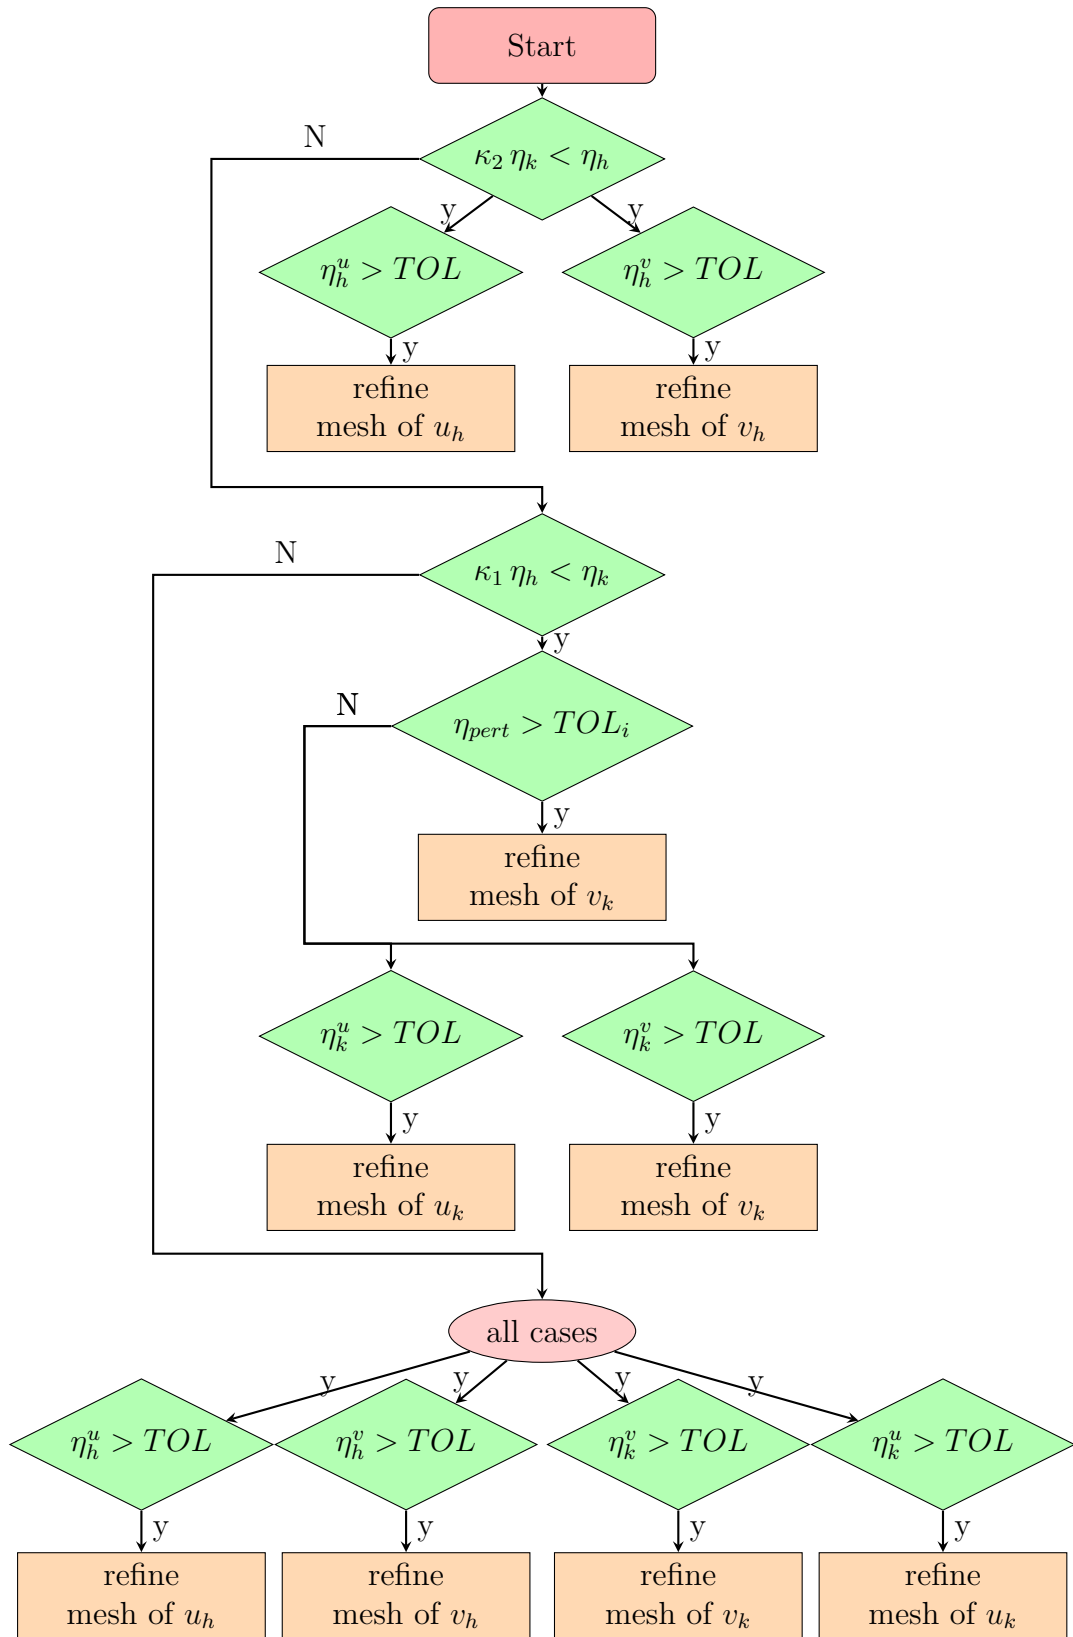 Start
N
κ₂ η_k < η_h
y
y
η_h^u > TOL
η_h^v > TOL
y
y
refine
mesh of u_h
refine
mesh of v_h
N
κ₁ η_h < η_k
y
N
η_pert > TOL_i
y
refine
mesh of v_k
η_k^u > TOL
η_k^v > TOL
y
y
refine
mesh of u_k
refine
mesh of v_k
all cases
y
y
y
y
η_h^u > TOL
η_h^v > TOL
η_k^v > TOL
η_k^u > TOL
y
y
y
y
refine
mesh of u_h
refine
mesh of v_h
refine
mesh of v_k
refine
mesh of u_k